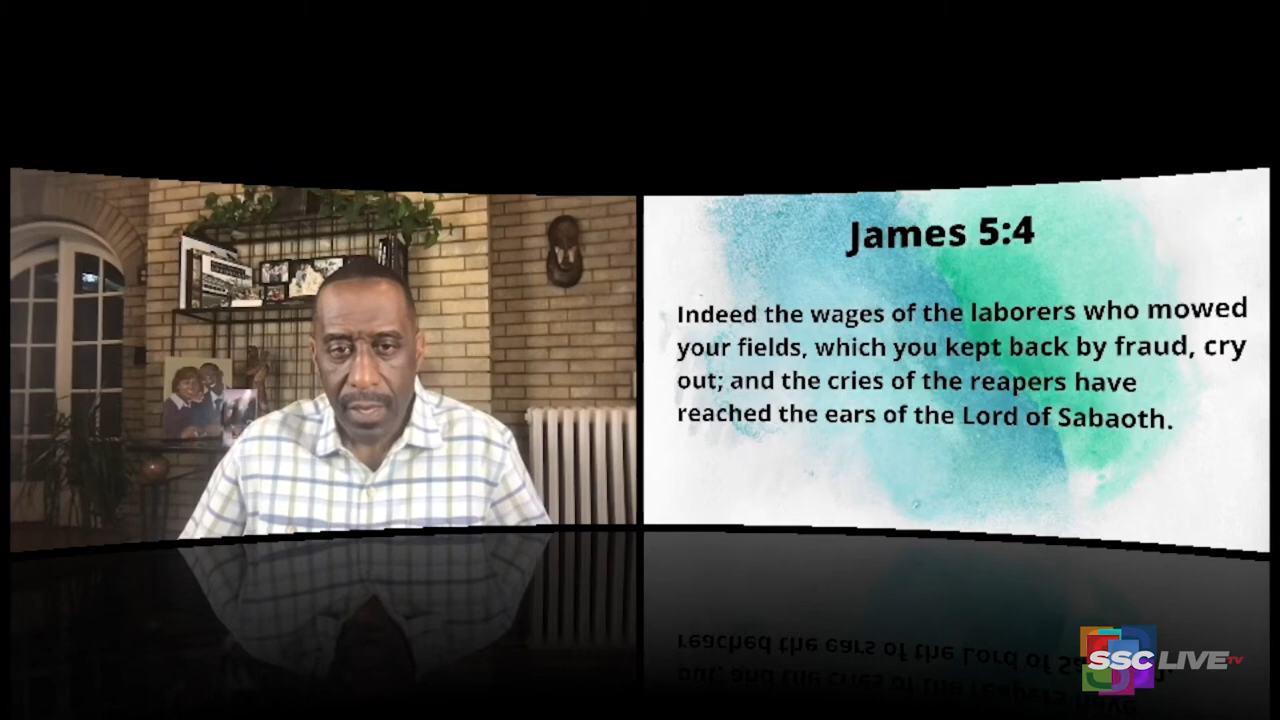 James 5:4
Indeed the wages of the laborers who mowed
your fields, which you kept back by fraud, cry
out; and the cries of the reapers have
reached the ears of the Lord of Sabaoth.
SSC LIVE TV